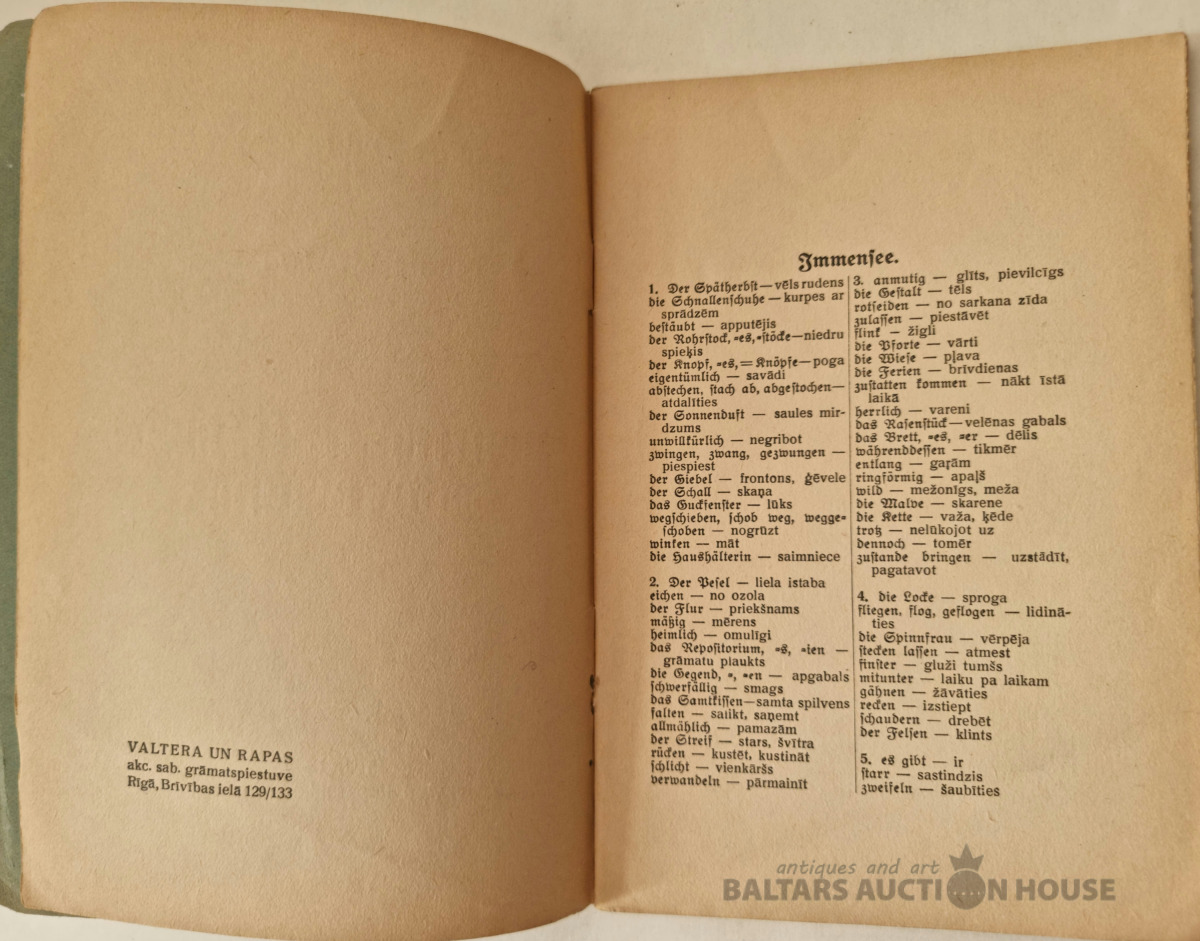 VALTERA UN RAPAS
akc. sab. grāmatspiestuve
Rīgā, Brīvības ielā 129/133
Immensee.
1. Der Spätherbst — vēls rudens
die Schnallenschuhe — kurpes ar
sprādzēm
bestäubt — apputējis
der Rohrstock, =es, =stöcke — niedru
spieķis
der Knopf, =es, = Knöpfe — poga
eigentümlich — savādi
abstechen, stach ab, abgestochen —
atdalīties
der Sonnenduft — saules mir-
dzums
unwillkürlich — negribot
zwingen, zwang, gezwungen —
piespiest
der Giebel — frontons, ģēvele
der Schall — skaņa
das Guckfenster — lūks
wegschieben, schob weg, wegge=
schoben — nogrūzt
winken — māt
die Haushälterin — saimniece
2. Der Pesel — liela istaba
eichen — no ozola
der Flur — priekšnams
mäßig — mērens
heimlich — omulīgi
das Repositorium, =s, =ien —
grāmatu plaukts
die Gegend, =, =en — apgabals
schwerfällig — smags
das Samtkissen — samta spilvens
falten — salikt, saņemt
allmählich — pamazām
der Streif — stars, švītra
rücken — kustēt, kustināt
schlicht — vienkāršs
verwandeln — pārmainīt
3. anmutig — glīts, pievilcīgs
die Gestalt — tēls
rotseiden — no sarkana zīda
zulassen — piestāvēt
flink — žigli
die Pforte — vārti
die Wiese — pļava
die Ferien — brīvdienas
zustatten kommen — nākt īstā
laikā
herrlich — vareni
das Rasenstück — velēnas gabals
das Brett, =es, =er — dēlis
währenddessen — tikmēr
entlang — gaŗām
ringförmig — apaļš
wild — mežonīgs, meža
die Malve — skarene
die Kette — važa, ķēde
trotz — nelūkojot uz
dennoch — tomēr
zustande bringen — uzstādīt,
pagatavot
4. die Locke — sproga
fliegen, flog, geflogen — lidinā-
ties
die Spinnfrau — vērpēja
stecken lassen — atmest
finster — gluži tumšs
mitunter — laiku pa laikam
gähnen — žāvāties
recken — izstiept
schaudern — drebēt
der Felsen — klints
5. es gibt — ir
starr — sastindzis
zweifeln — šaubīties
antiques and art
BALTARS AUCTION HOUSE